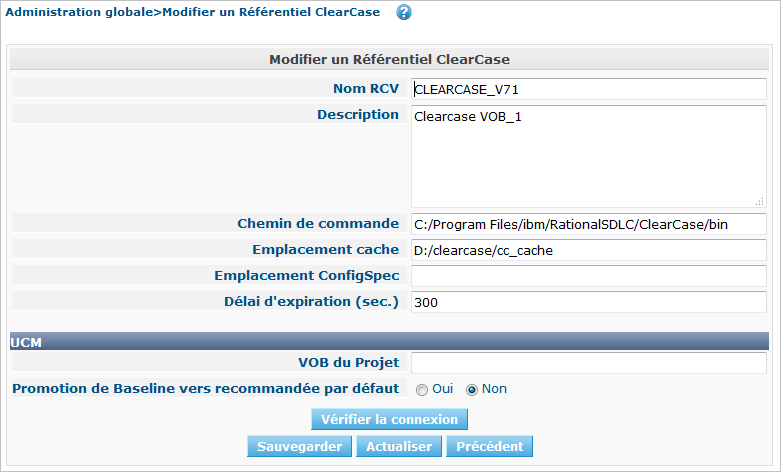 Administration globale>Modifier un Référentiel ClearCase ?
Modifier un Référentiel ClearCase
Nom RCV CLEARCASE_V71
Description Clearcase VOB_1
Chemin de commande C:/Program Files/ibm/RationalSDLC/ClearCase/bin
Emplacement cache D:/clearcase/cc_cache
Emplacement ConfigSpec
Délai d'expiration (sec.) 300
UCM
VOB du Projet
Promotion de Baseline vers recommandée par défaut Oui Non
Vérifier la connexion
Sauvegarder Actualiser Précédent